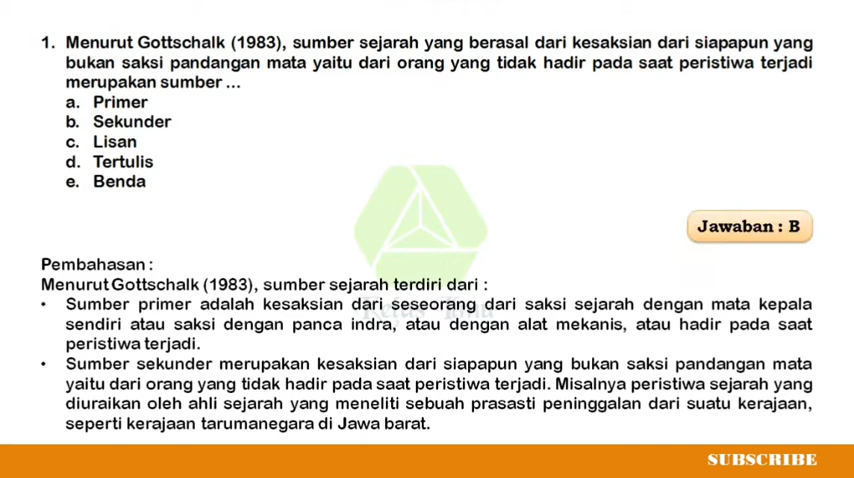 1. Menurut Gottschalk (1983), sumber sejarah yang berasal dari kesaksian dari siapapun yang
bukan saksi pandangan mata yaitu dari orang yang tidak hadir pada saat peristiwa terjadi
merupakan sumber ...
a. Primer
b. Sekunder
c. Lisan
d. Tertulis
e. Benda
Jawaban : B
Pembahasan :
Menurut Gottschalk (1983), sumber sejarah terdiri dari :
• Sumber primer adalah kesaksian dari seseorang dari saksi sejarah dengan mata kepala
sendiri atau saksi dengan panca indra, atau dengan alat mekanis, atau hadir pada saat
peristiwa terjadi.
• Sumber sekunder merupakan kesaksian dari siapapun yang bukan saksi pandangan mata
yaitu dari orang yang tidak hadir pada saat peristiwa terjadi. Misalnya peristiwa sejarah yang
diuraikan oleh ahli sejarah yang meneliti sebuah prasasti peninggalan dari suatu kerajaan,
seperti kerajaan tarumanegara di Jawa barat.
SUBSCRIBE